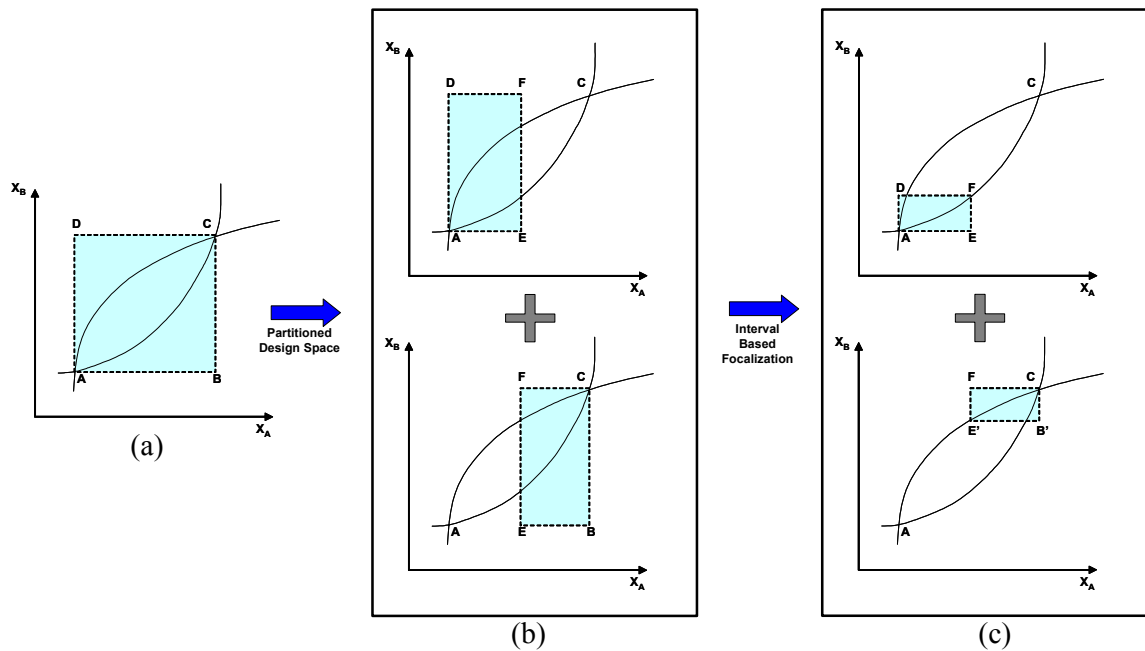 X_B
D
C
A
B
X_A
(a)
Partitioned
Design Space
X_B
D
F
C
A
E
X_A
X_B
F
C
A
E
B
X_A
(b)
Interval
Based
Focalization
X_B
C
D
F
A
E
X_A
X_B
F
C
E'
B'
A
X_A
(c)